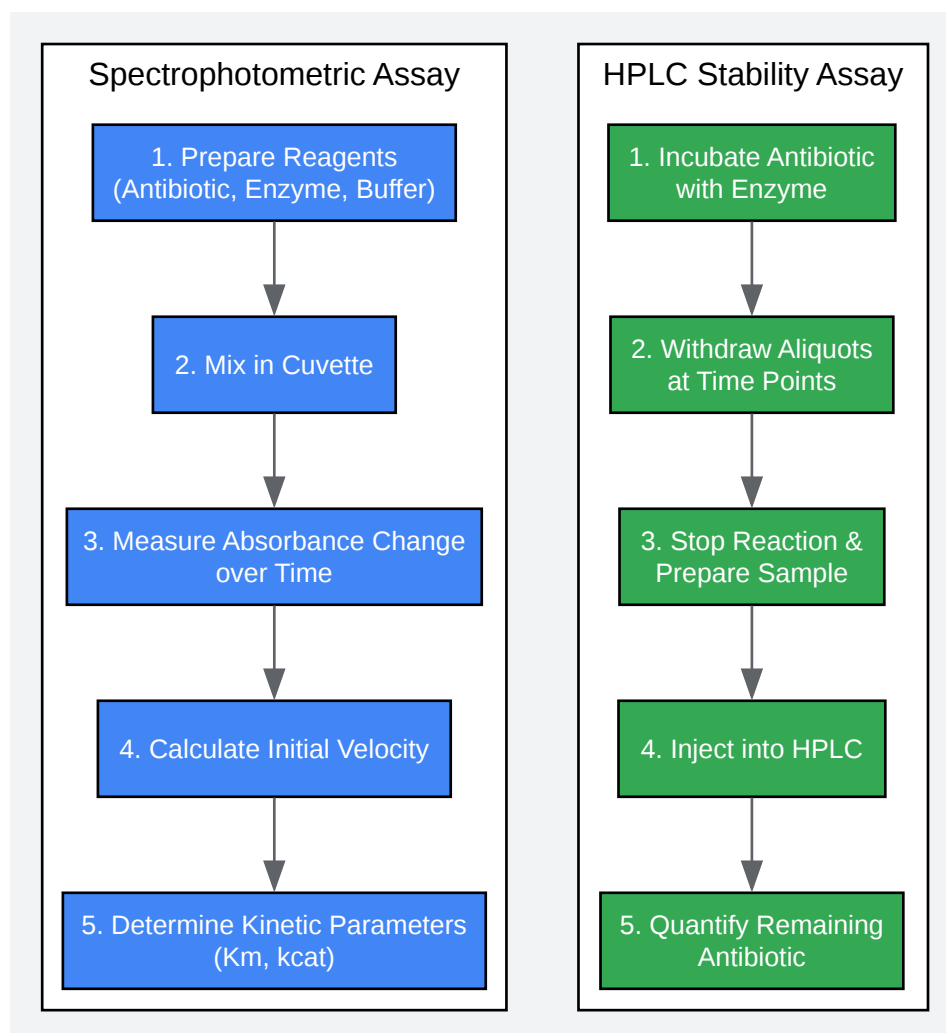 Spectrophotometric Assay
1. Prepare Reagents
(Antibiotic, Enzyme, Buffer)
2. Mix in Cuvette
3. Measure Absorbance Change
over Time
4. Calculate Initial Velocity
5. Determine Kinetic Parameters
(Km, kcat)
HPLC Stability Assay
1. Incubate Antibiotic
with Enzyme
2. Withdraw Aliquots
at Time Points
3. Stop Reaction &
Prepare Sample
4. Inject into HPLC
5. Quantify Remaining
Antibiotic